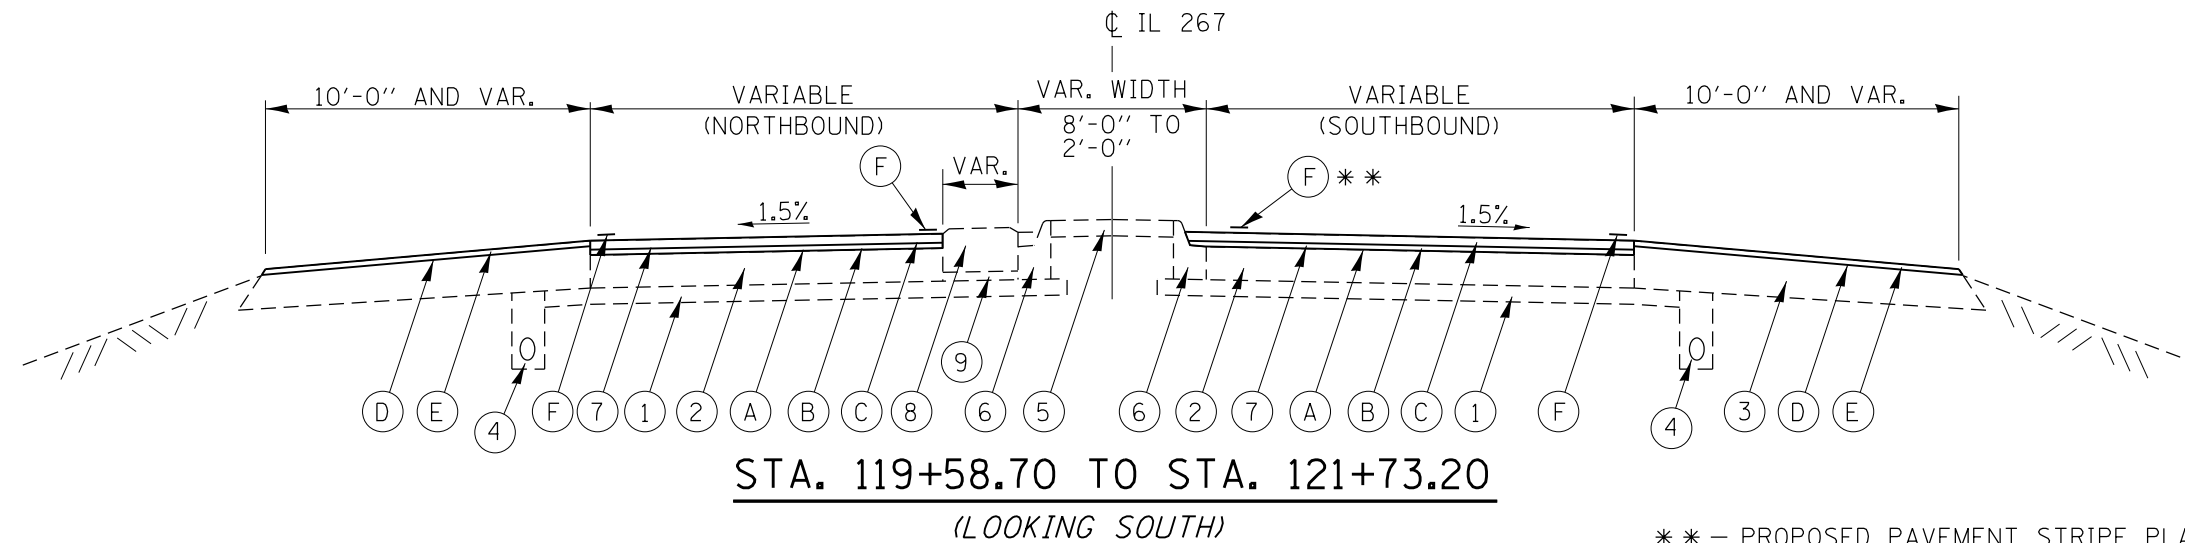 ℄ IL 267
10'-0" AND VAR.
VARIABLE
(NORTHBOUND)
VAR. WIDTH
8'-0" TO
2'-0"
VARIABLE
(SOUTHBOUND)
10'-0" AND VAR.
F
VAR.
F **
1.5%
1.5%
9
D E 4 F 7 1 2 A B C 8 6 5 6 2 7 A B C 1 F 4 3 D E
STA. 119+58.70 TO STA. 121+73.20
(LOOKING SOUTH)
** - PROPOSED PAVEMENT STRIPE